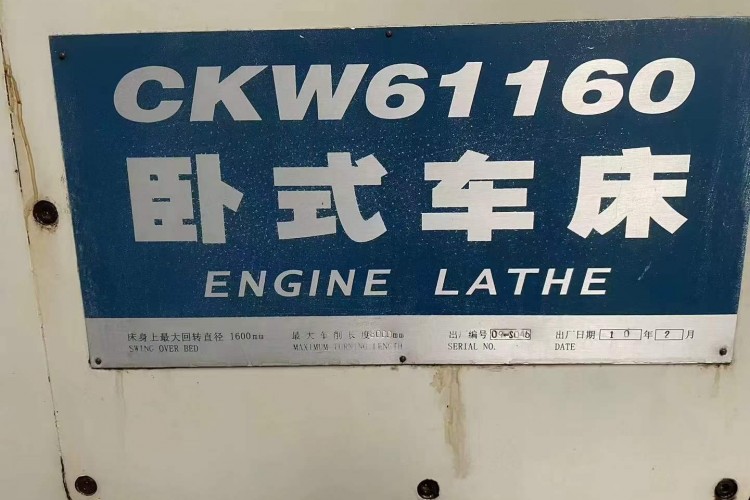 CKW61160
卧式车床
ENGINE LATHE
床身上最大回转直径 1600mm 最大车削长度 mm 出厂编号 出厂日期 10 年 2 月
SWING OVER BED MAXIMUM TURNING LENGTH SERIAL NO. DATE